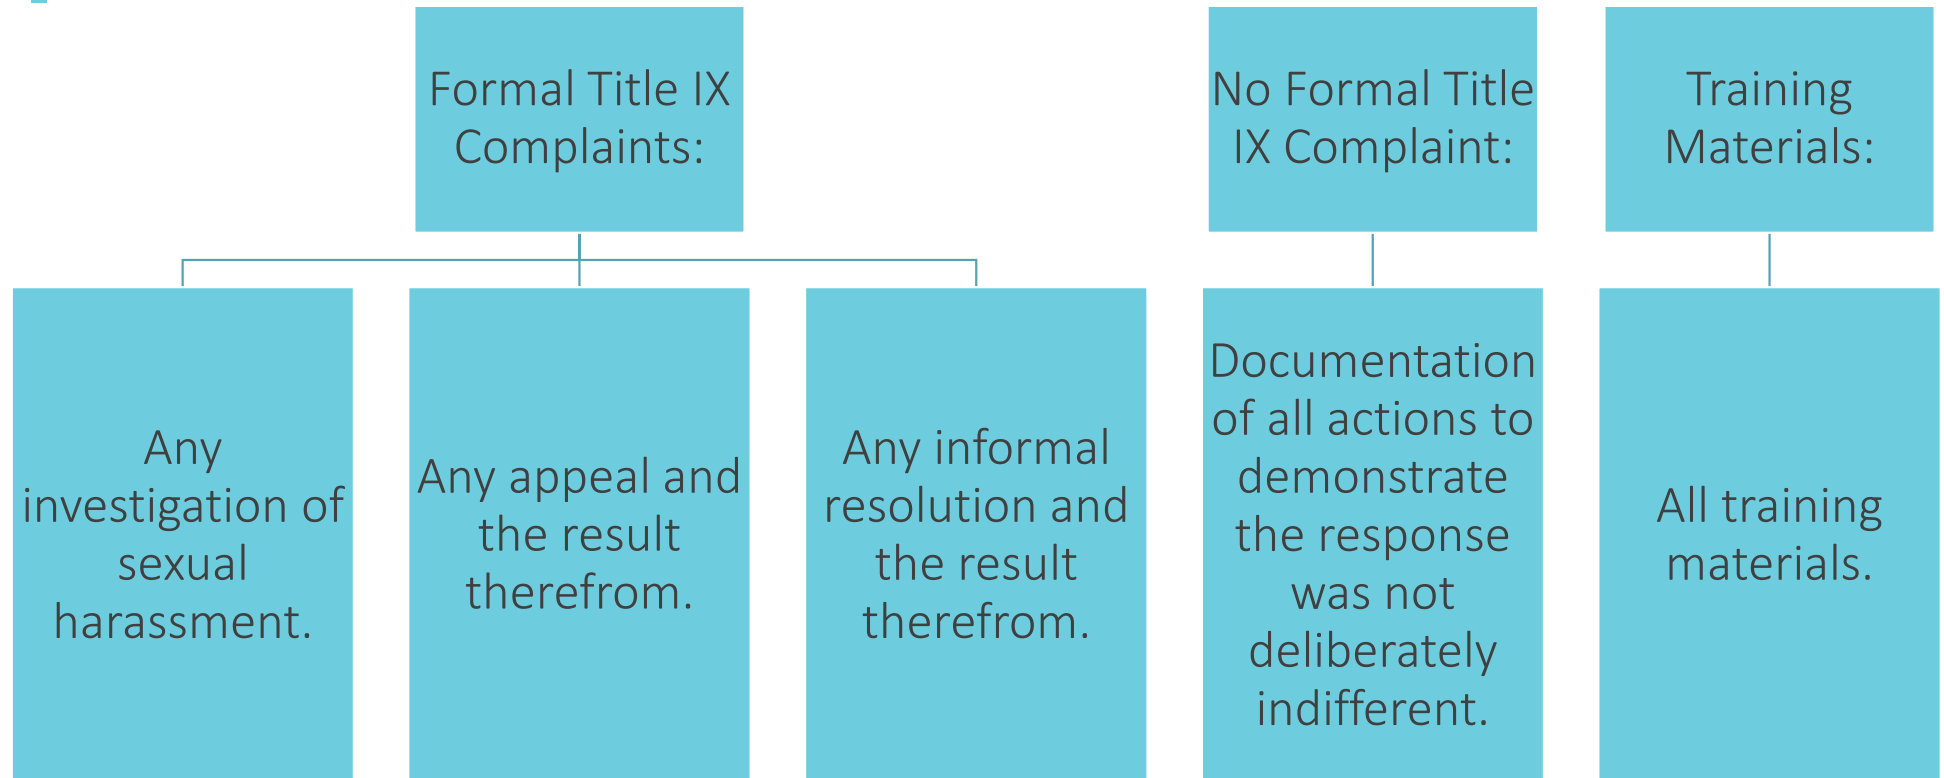 Formal Title IX
Complaints:
No Formal Title
IX Complaint:
Training
Materials:
Any
investigation of
sexual
harassment.
Any appeal and
the result
therefrom.
Any informal
resolution and
the result
therefrom.
Documentation
of all actions to
demonstrate
the response
was not
deliberately
indifferent.
All training
materials.